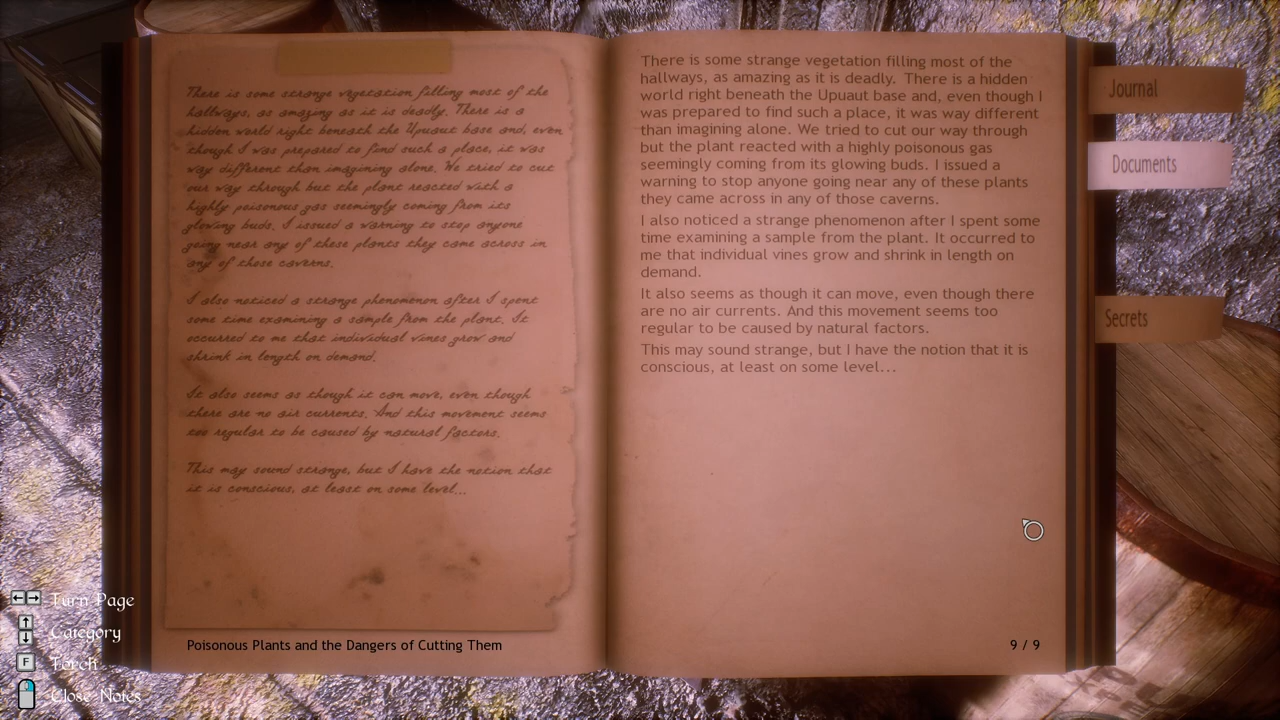 There is some strange vegetation filling most of the
hallways, as amazing as it is deadly. There is a
hidden world right beneath the Upuaut base and, even
though I was prepared to find such a place, it was
way different than imagining alone. We tried to cut
our way through but the plant reacted with a
highly poisonous gas seemingly coming from its
glowing buds. I issued a warning to stop anyone
going near any of these plants they came across in
any of those caverns.
I also noticed a strange phenomenon after I spent
some time examining a sample from the plant. It
occurred to me that individual vines grow and
shrink in length on demand.
It also seems as though it can move, even though
there are no air currents. And this movement seems
too regular to be caused by natural factors.
This may sound strange, but I have the notion that
it is conscious, at least on some level...
Poisonous Plants and the Dangers of Cutting Them
There is some strange vegetation filling most of the
hallways, as amazing as it is deadly. There is a hidden
world right beneath the Upuaut base and, even though I
was prepared to find such a place, it was way different
than imagining alone. We tried to cut our way through
but the plant reacted with a highly poisonous gas
seemingly coming from its glowing buds. I issued a
warning to stop anyone going near any of these plants
they came across in any of those caverns.
I also noticed a strange phenomenon after I spent some
time examining a sample from the plant. It occurred to
me that individual vines grow and shrink in length on
demand.
It also seems as though it can move, even though there
are no air currents. And this movement seems too
regular to be caused by natural factors.
This may sound strange, but I have the notion that it is
conscious, at least on some level...
9 / 9
Journal
Documents
Secrets
Turn Page
Category
F Torch
Close Notes